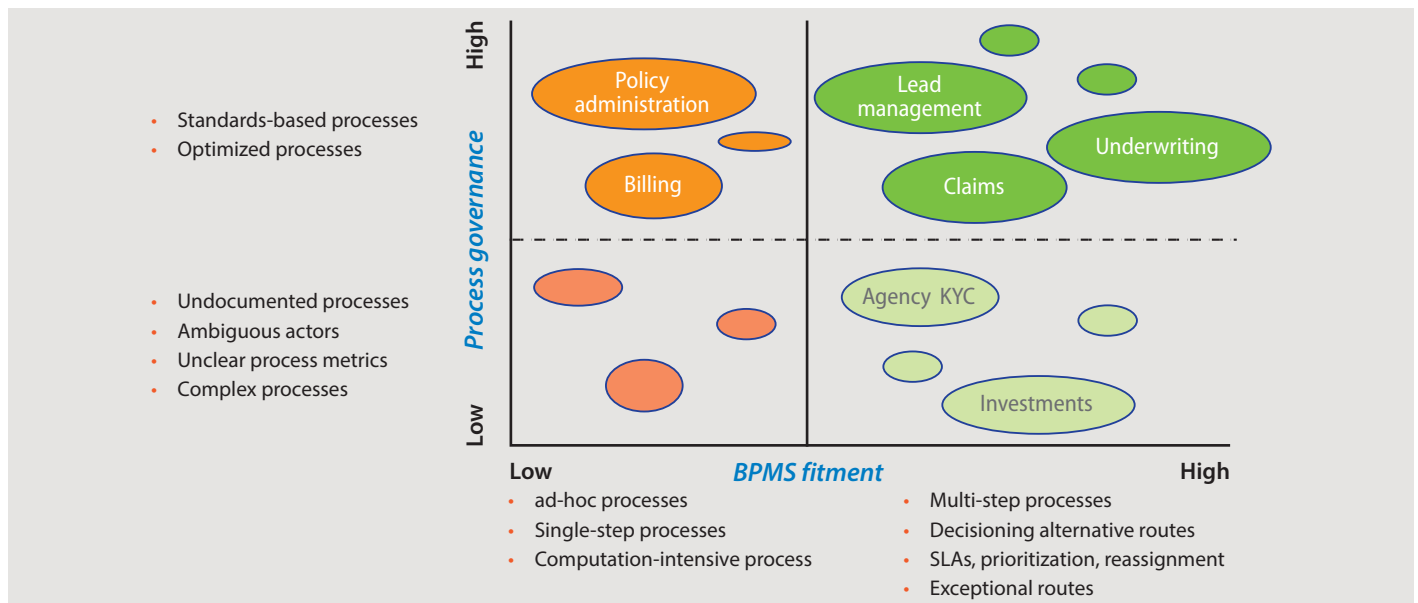 High
Policy
administration
Lead
management
Underwriting
Billing
Claims
• Standards-based processes
• Optimized processes
Process governance
• Undocumented processes
• Ambiguous actors
• Unclear process metrics
• Complex processes
Agency KYC
Investments
Low
Low
BPMS fitment
High
• ad-hoc processes
• Single-step processes
• Computation-intensive process
• Multi-step processes
• Decisioning alternative routes
• SLAs, prioritization, reassignment
• Exceptional routes